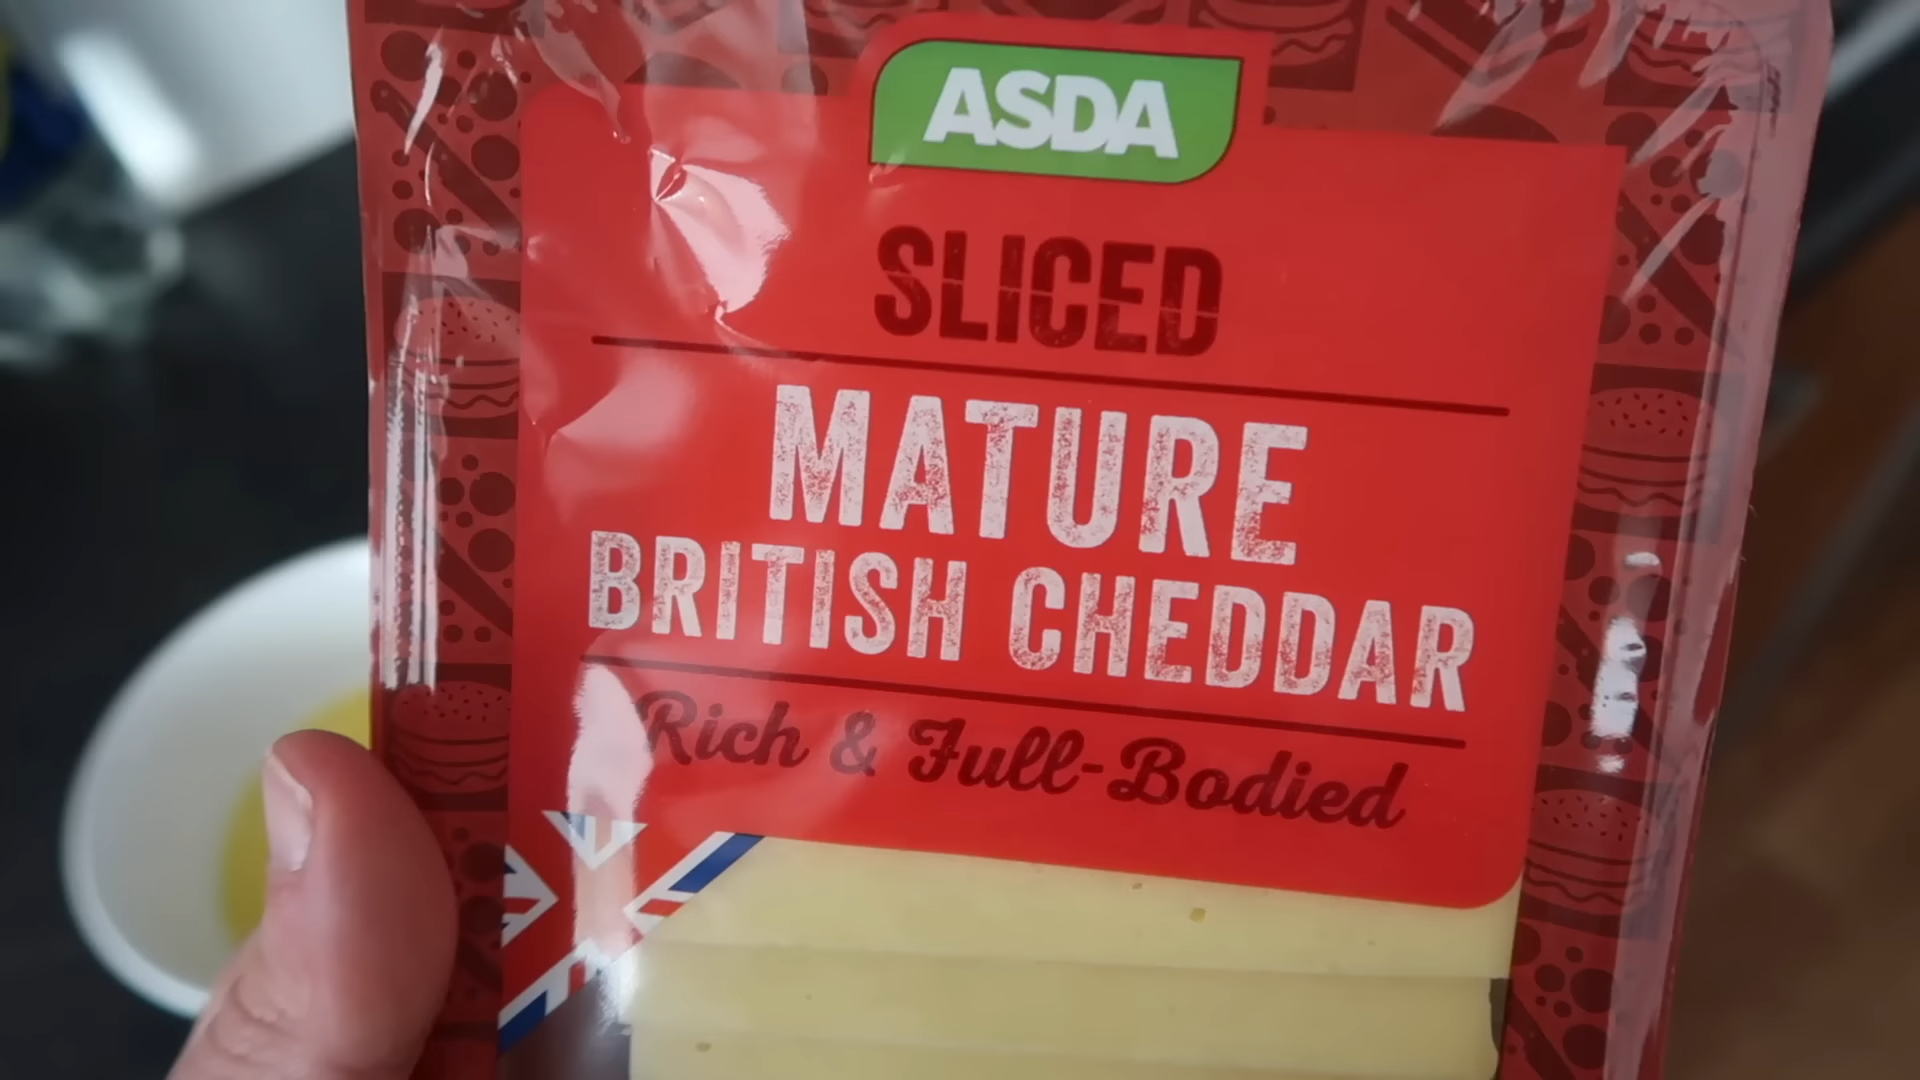 ASDA
SLICED
MATURE
BRITISH CHEDDAR
Rich & Full-Bodied